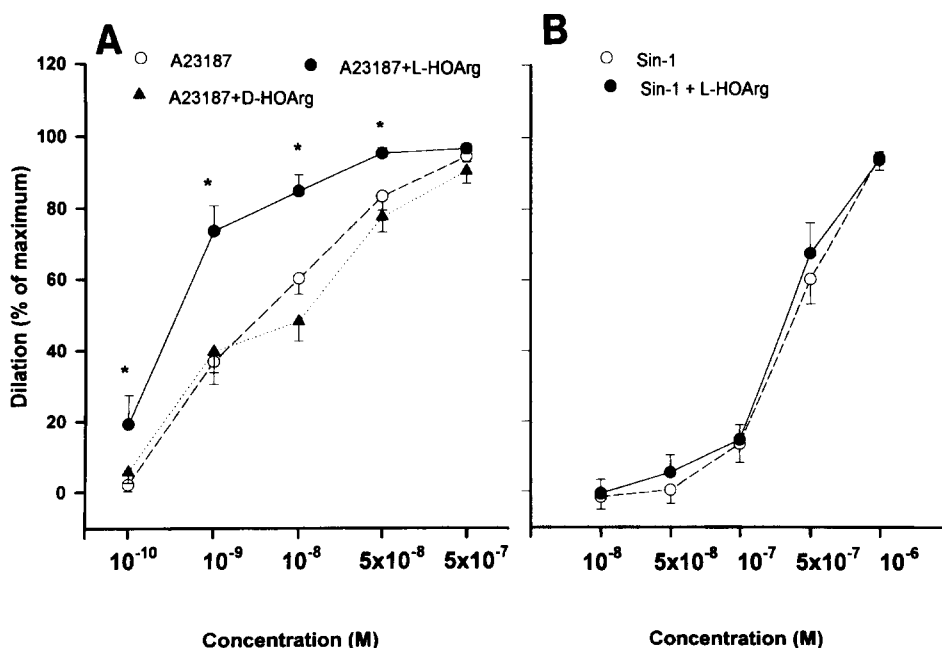 A
B
A23187
A23187+L-HOArg
A23187+D-HOArg
Sin-1
Sin-1 + L-HOArg
Dilation (% of maximum)
120
100
80
60
40
20
0
*
*
*
*
10⁻¹⁰
10⁻⁹
10⁻⁸
5x10⁻⁸
5x10⁻⁷
10⁻⁸
5x10⁻⁸
10⁻⁷
5x10⁻⁷
10⁻⁶
Concentration (M)
Concentration (M)